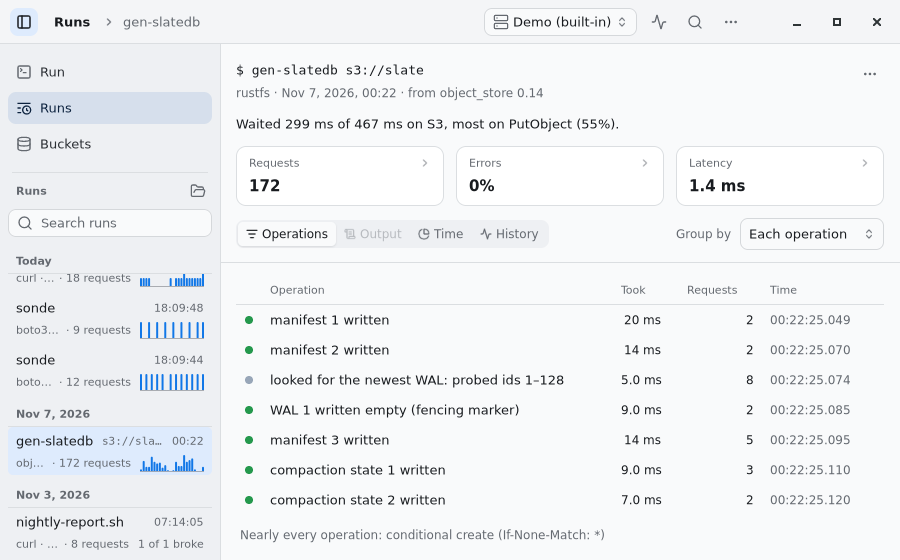 Runs › gen-slatedb
Demo (built-in)
Run
Runs
Buckets
Runs
Search runs
Today
curl ·… · 18 requests
sonde 18:09:48
boto3… · 9 requests
sonde 18:09:44
boto… · 12 requests
Nov 7, 2026
gen-slatedb s3://sla… 00:22
obj… · 172 requests
Nov 3, 2026
nightly-report.sh 07:14:05
curl · … · 8 requests 1 of 1 broke
$ gen-slatedb s3://slate
rustfs · Nov 7, 2026, 00:22 · from object_store 0.14
Waited 299 ms of 467 ms on S3, most on PutObject (55%).
Requests
172
Errors
0%
Latency
1.4 ms
Operations Output Time History
Group by Each operation
Operation Took Requests Time
manifest 1 written 20 ms 2 00:22:25.049
manifest 2 written 14 ms 2 00:22:25.070
looked for the newest WAL: probed ids 1–128 5.0 ms 8 00:22:25.074
WAL 1 written empty (fencing marker) 9.0 ms 2 00:22:25.085
manifest 3 written 14 ms 5 00:22:25.095
compaction state 1 written 9.0 ms 3 00:22:25.110
compaction state 2 written 7.0 ms 2 00:22:25.120
Nearly every operation: conditional create (If-None-Match: *)